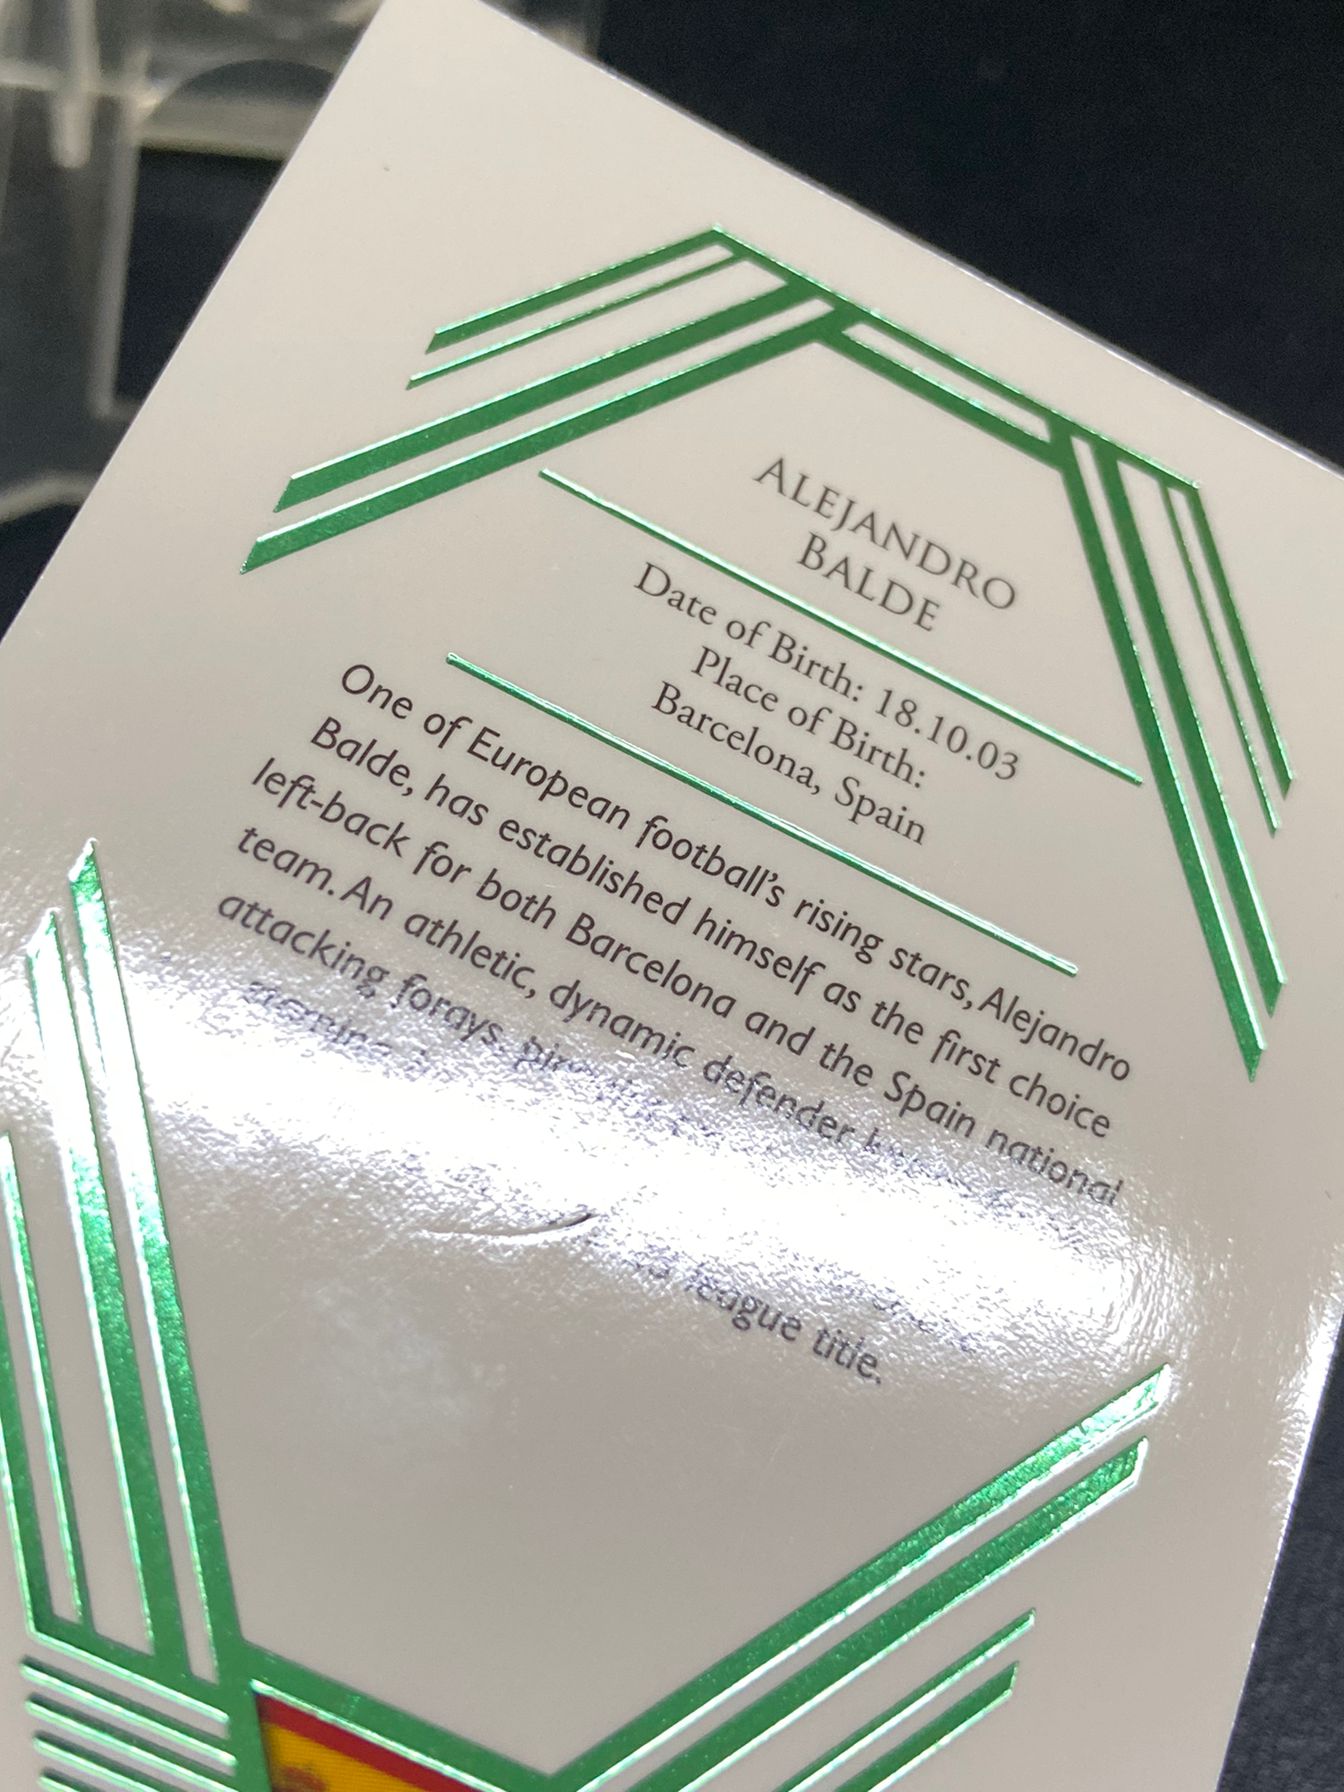 ALEJANDRO
BALDE
Date of Birth: 18.10.03
Place of Birth:
Barcelona, Spain
One of European football's rising stars, Alejandro
Balde, has established himself as the first choice
left-back for both Barcelona and the Spain national
team. An athletic, dynamic defender
attacking forays,
league title.